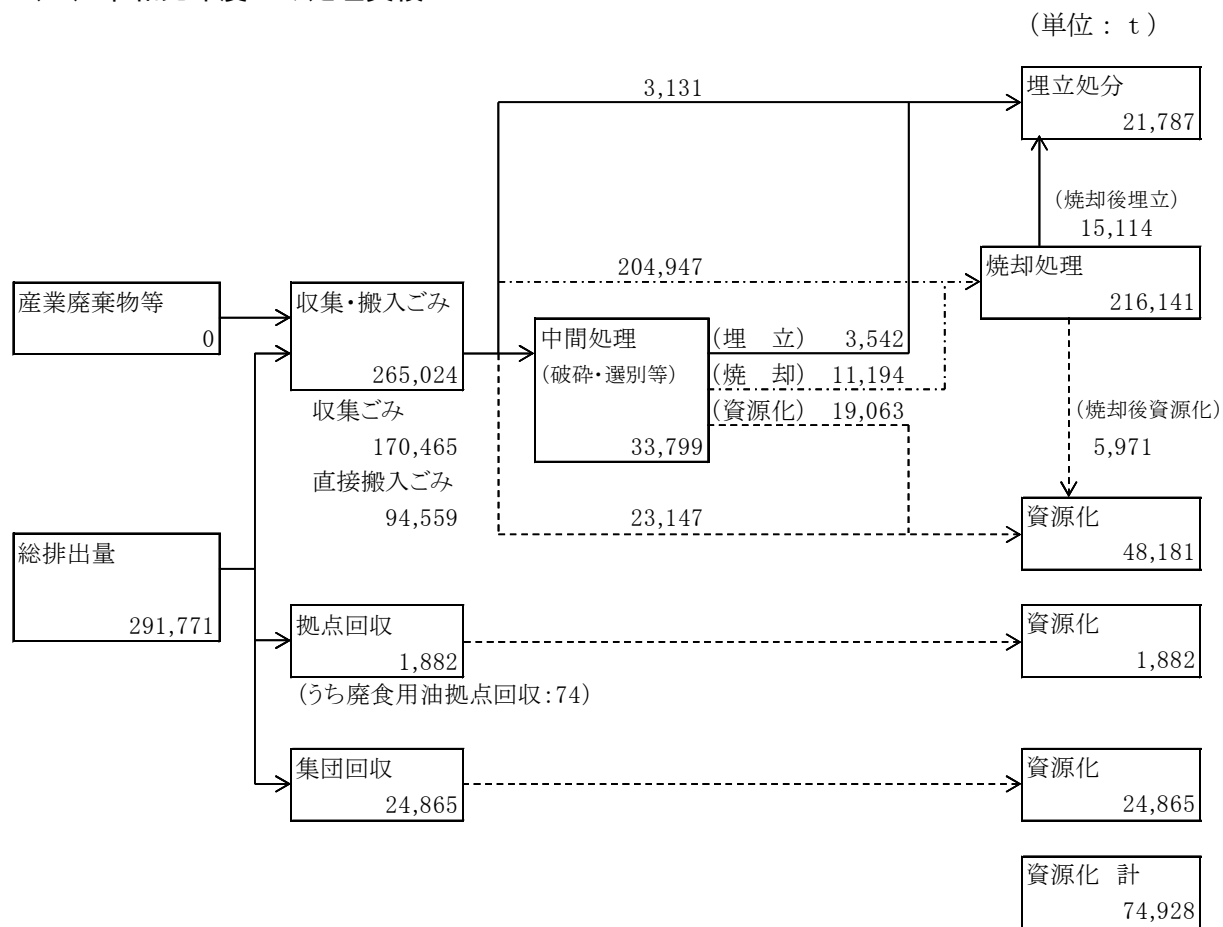 (単位: t)
3,131
埋立処分
21,787
(焼却後埋立)
15,114
204,947
焼却処理
216,141
産業廃棄物等
0
収集・搬入ごみ
265,024
中間処理
(破砕・選別等)
33,799
(埋 立) 3,542
(焼 却) 11,194
(資源化) 19,063
収集ごみ
170,465
直接搬入ごみ
94,559
(焼却後資源化)
5,971
23,147
資源化
48,181
総排出量
291,771
拠点回収
1,882
(うち廃食用油拠点回収:74)
資源化
1,882
集団回収
24,865
資源化
24,865
資源化 計
74,928